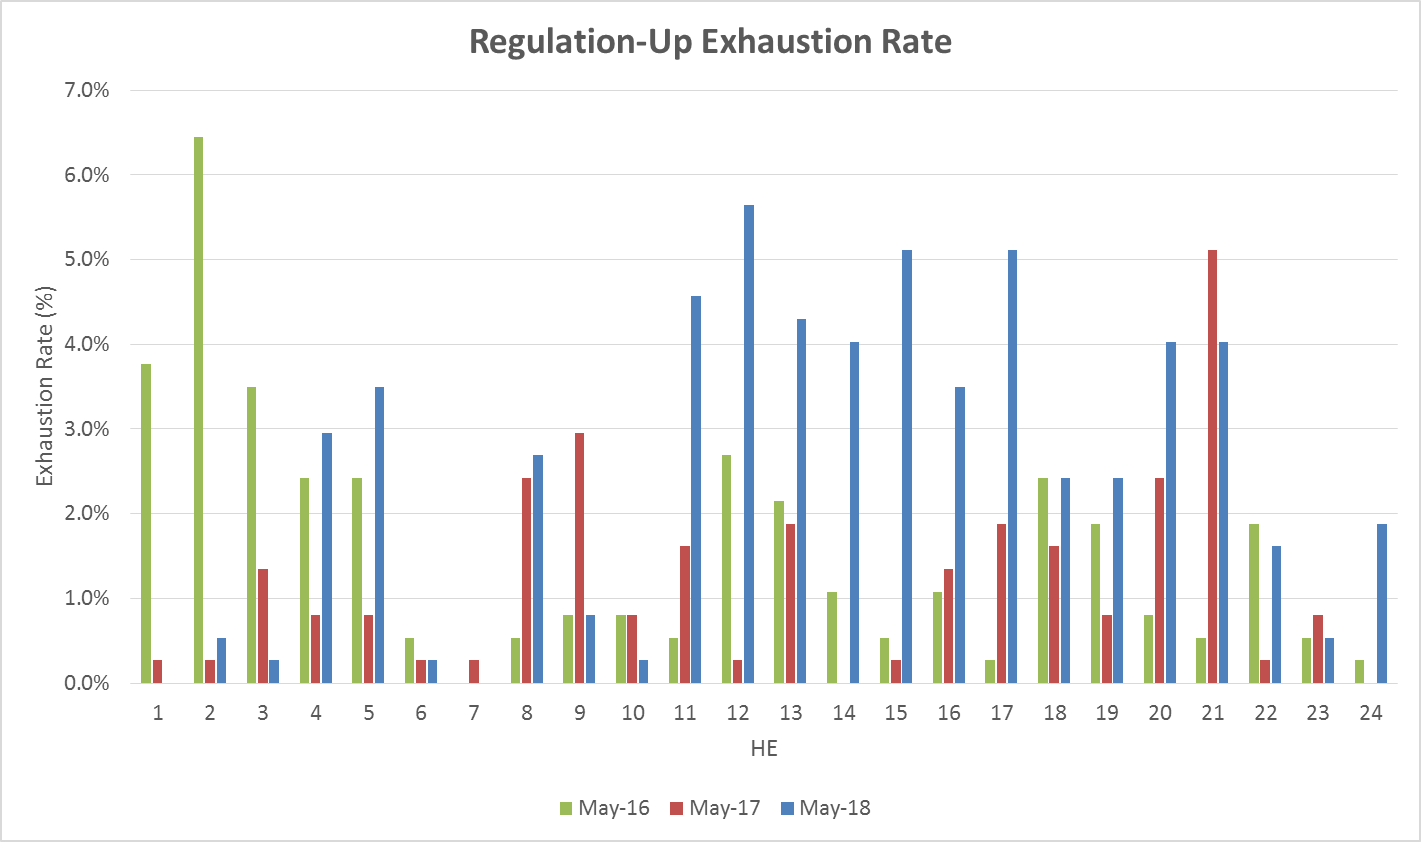 Regulation-Up Exhaustion Rate
7.0%
6.0%
5.0%
4.0%
3.0%
2.0%
1.0%
0.0%
Exhaustion Rate (%)
1 2 3 4 5 6 7 8 9 10 11 12 13 14 15 16 17 18 19 20 21 22 23 24
HE
May-16 May-17 May-18